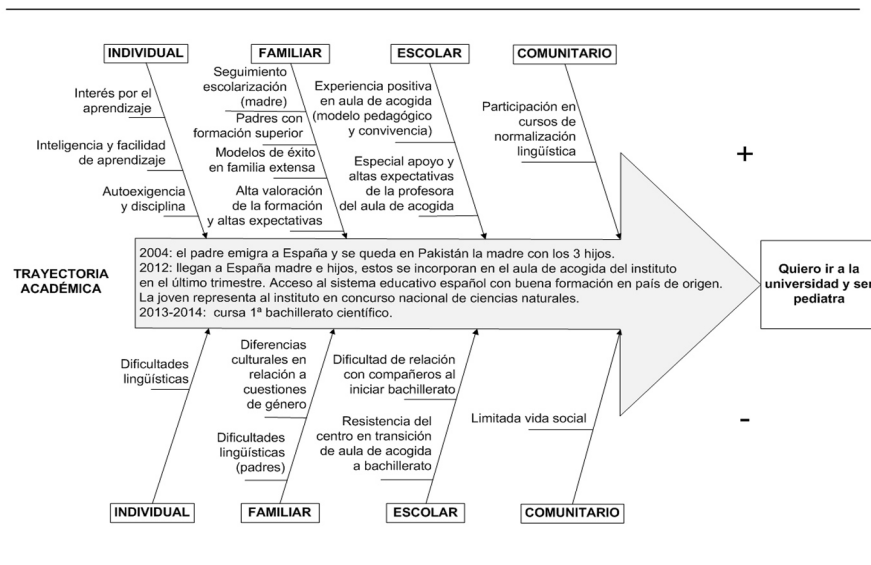 INDIVIDUAL
FAMILIAR
ESCOLAR
COMUNITARIO
Interés por el
aprendizaje
Inteligencia y facilidad
de aprendizaje
Autoexigencia
y disciplina
Seguimiento
escolarización
(madre)
Padres con
formación superior
Modelos de éxito
en familia extensa
Alta valoración
de la formación
y altas expectativas
Experiencia positiva
en aula de acogida
(modelo pedagógico
y convivencia)
Especial apoyo y
altas expectativas
de la profesora
del aula de acogida
Participación en
cursos de
normalización
lingüística
+
TRAYECTORIA
ACADÉMICA
2004: el padre emigra a España y se queda en Pakistán la madre con los 3 hijos.
2012: llegan a España madre e hijos, estos se incorporan en el aula de acogida del instituto
en el último trimestre. Acceso al sistema educativo español con buena formación en país de origen.
La joven representa al instituto en concurso nacional de ciencias naturales.
2013-2014: cursa 1ª bachillerato científico.
Quiero ir a la
universidad y ser
pediatra
Dificultades
lingüísticas
Diferencias
culturales en
relación a
cuestiones
de género
Dificultades
lingüísticas
(padres)
Dificultad de relación
con compañeros al
iniciar bachillerato
Resistencia del
centro en transición
de aula de acogida
a bachillerato
Limitada vida social
-
INDIVIDUAL
FAMILIAR
ESCOLAR
COMUNITARIO